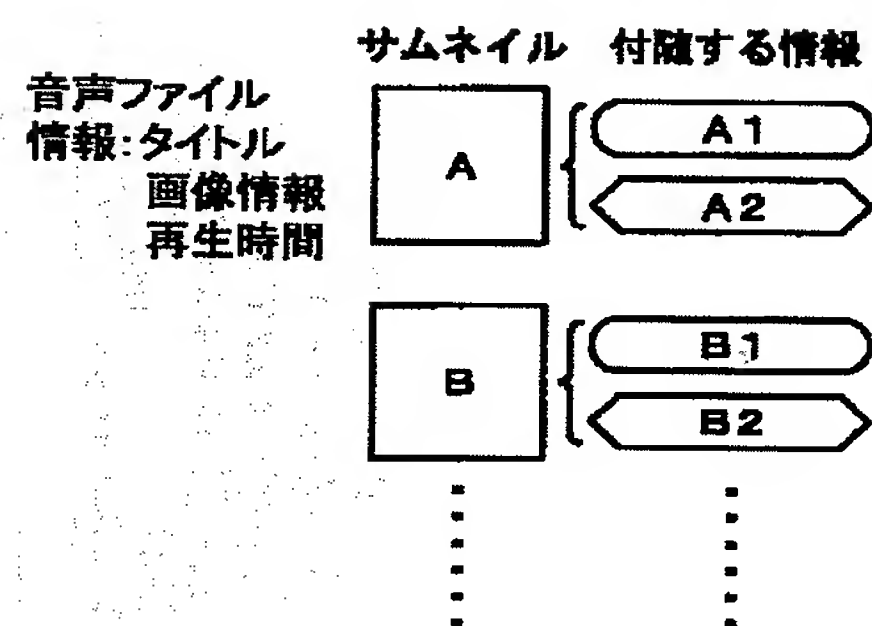 サムネイル 付随する情報
音声ファイル
情報:タイトル
画像情報
再生時間
A
A1
A2
B
B1
B2